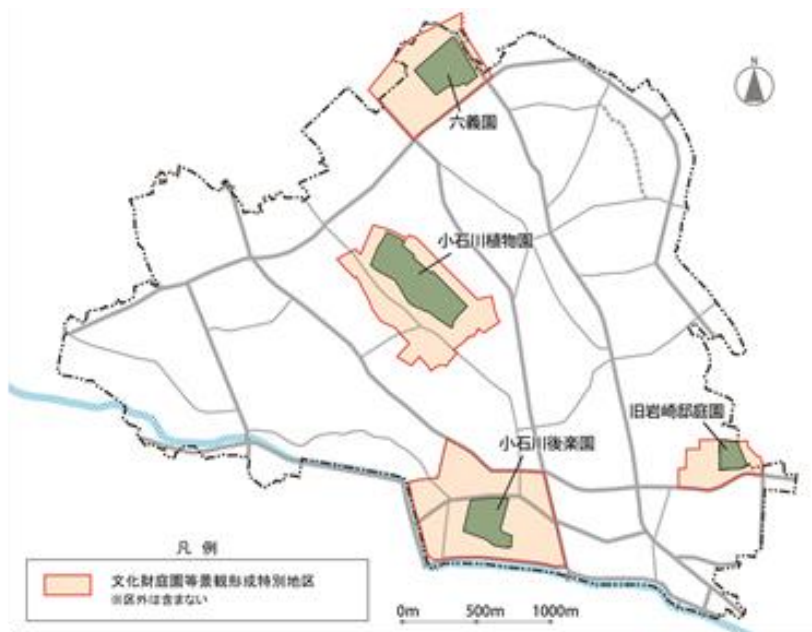 N
六義園
小石川植物園
旧岩崎邸庭園
小石川後楽園
凡 例
文化財庭園等景観形成特別地区
※区外は含まない
0m 500m 1000m